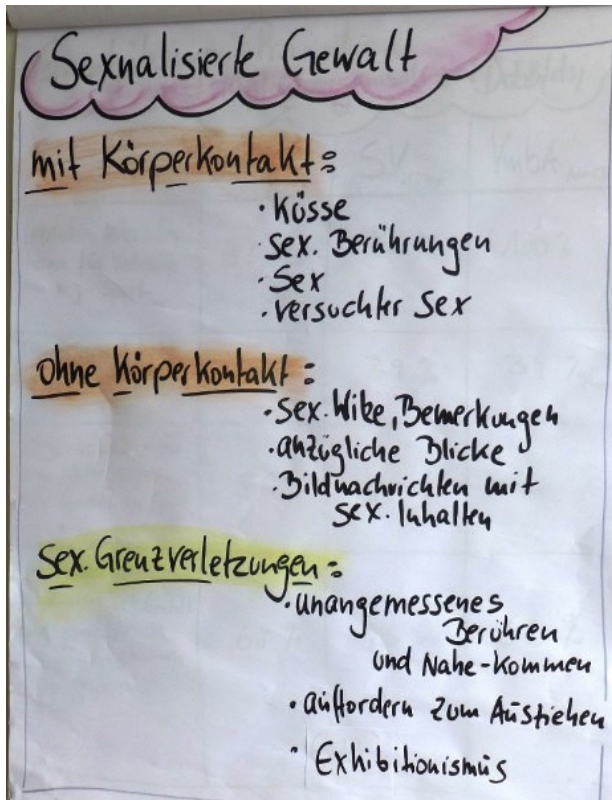 Sexualisierte Gewalt
mit Körperkontakt:
· Küsse
· sex. Berührungen
· Sex
· versuchter Sex
ohne Körperkontakt:
· sex. Wize, Bemerkungen
· anzügliche Blicke
· Bildnachrichten mit
sex. Inhalten
Sex. Grenzverletzungen:
· unangemessenes
Berühren
und Nahe-kommen
· auffordern zum Ausziehen
· Exhibitionismus